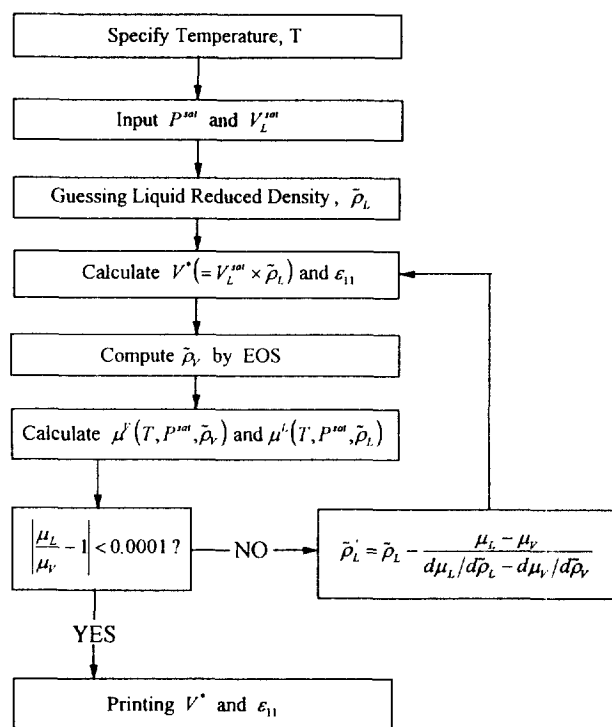 Specify Temperature, T
Input P^sat and V_L^sat
Guessing Liquid Reduced Density , ρ̃_L
Calculate V*(= V_L^sat × ρ̃_L) and ε_11
Compute ρ̃_V by EOS
Calculate μ^V(T, P^sat, ρ̃_V) and μ^L(T, P^sat, ρ̃_L)
|μ_L/μ_V − 1| < 0.0001 ?
NO
ρ̃_L' = ρ̃_L − (μ_L − μ_V)/(dμ_L/dρ̃_L − dμ_V/dρ̃_V)
YES
Printing V* and ε_11